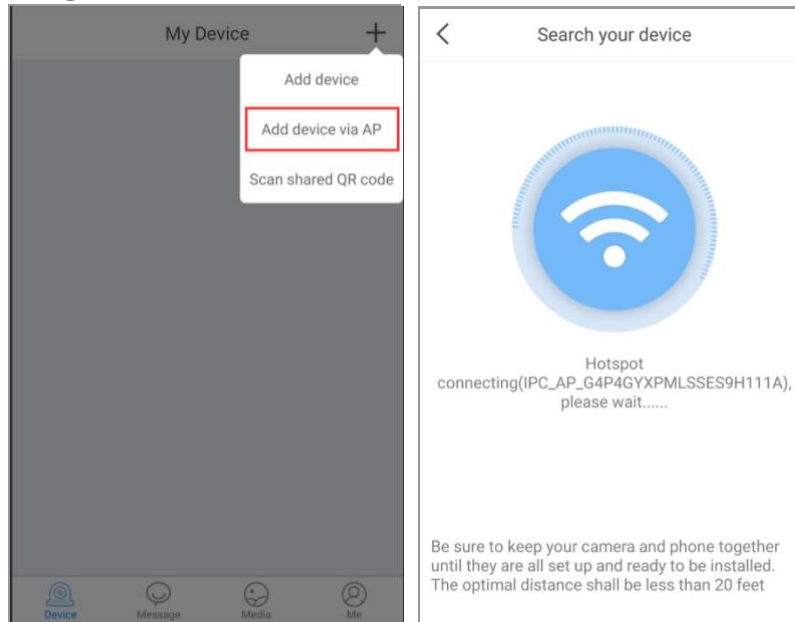 My Device
+
Add device
Add device via AP
Scan shared QR code
Device
Message
Media
Me
Search your device
Hotspot
connecting(IPC_AP_G4P4GYXPMLSSES9H111A),
please wait......
Be sure to keep your camera and phone together
until they are all set up and ready to be installed.
The optimal distance shall be less than 20 feet